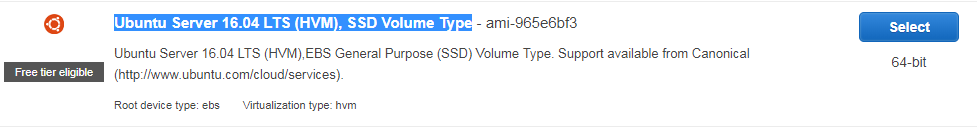 Ubuntu Server 16.04 LTS (HVM), SSD Volume Type - ami-965e6bf3
Select
Ubuntu Server 16.04 LTS (HVM),EBS General Purpose (SSD) Volume Type. Support available from Canonical
64-bit
Free tier eligible
(http://www.ubuntu.com/cloud/services).
Root device type: ebs Virtualization type: hvm